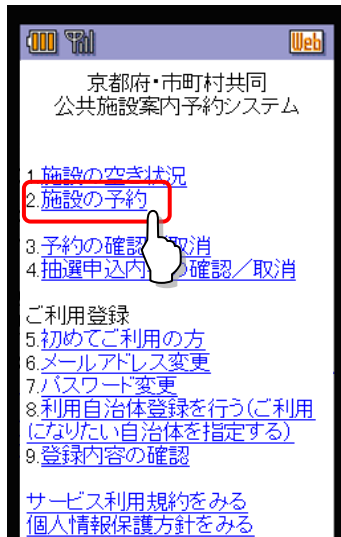 Web
京都府・市町村共同
公共施設案内予約システム
1.施設の空き状況
2.施設の予約
3.予約の確認／取消
4.抽選申込内 の確認／取消
ご利用登録
5.初めてご利用の方
6.メールアドレス変更
7.パスワード変更
8.利用自治体登録を行う(ご利用
になりたい自治体を指定する)
9.登録内容の確認
サービス利用規約をみる
個人情報保護方針をみる